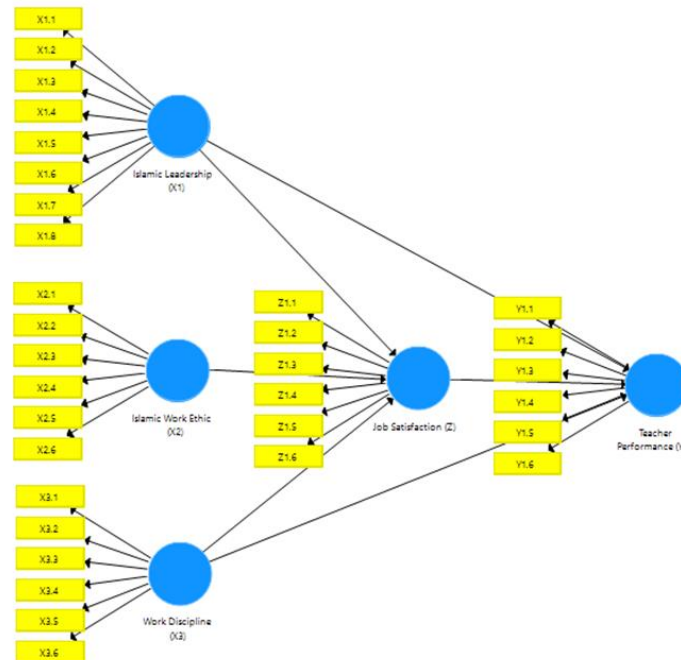 X1.1
X1.2
X1.3
X1.4
X1.5
X1.6
X1.7
X1.8
Islamic Leadership
(X1)
X2.1
X2.2
X2.3
X2.4
X2.5
X2.6
Islamic Work Ethic
(X2)
Z1.1
Z1.2
Z1.3
Z1.4
Z1.5
Z1.6
Job Satisfaction (Z)
Y1.1
Y1.2
Y1.3
Y1.4
Y1.5
Y1.6
Teacher
Performance (Y
X3.1
X3.2
X3.3
X3.4
X3.5
X3.6
Work Discipline
(X3)